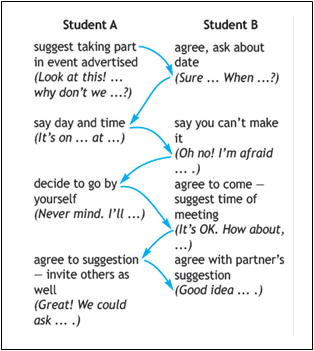 Student A
Student B
suggest taking part
in event advertised
(Look at this! ...
why don't we ...?)
agree, ask about
date
(Sure ... When ...?)
say day and time
(It's on ... at ...)
say you can't make
it
(Oh no! I'm afraid
... .)
decide to go by
yourself
(Never mind. I'll ...)
agree to come –
suggest time of
meeting
(It's OK. How about,
...)
agree to suggestion
– invite others as
well
(Great! We could
ask ... .)
agree with partner's
suggestion
(Good idea ... .)